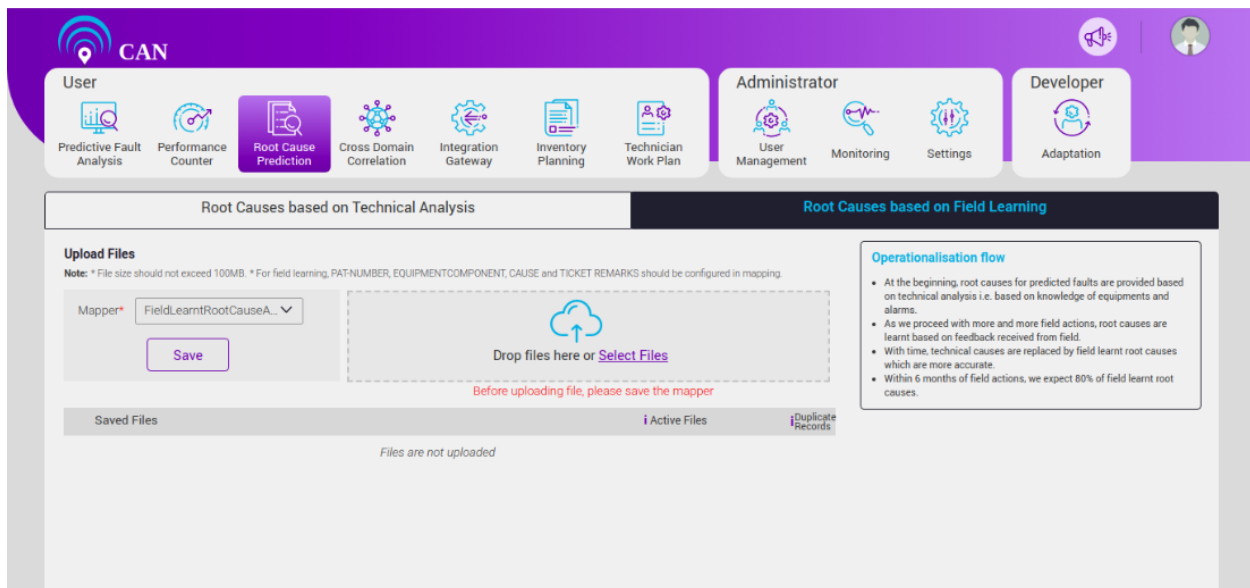 CAN
User
Predictive Fault
Analysis
Performance
Counter
Root Cause
Prediction
Cross Domain
Correlation
Integration
Gateway
Inventory
Planning
Technician
Work Plan
Administrator
User
Management
Monitoring
Settings
Developer
Adaptation
Root Causes based on Technical Analysis
Root Causes based on Field Learning
Upload Files
Note: * File size should not exceed 100MB. * For field learning, PAT-NUMBER, EQUIPMENTCOMPONENT, CAUSE and TICKET REMARKS should be configured in mapping.
Mapper*
FieldLearntRootCauseA...
Save
Drop files here or Select Files
Before uploading file, please save the mapper
Saved Files
i Active Files
i Duplicate
Records
Files are not uploaded
Operationalisation flow
• At the beginning, root causes for predicted faults are provided based
on technical analysis i.e. based on knowledge of equipments and
alarms.
• As we proceed with more and more field actions, root causes are
learnt based on feedback received from field.
• With time, technical causes are replaced by field learnt root causes
which are more accurate.
• Within 6 months of field actions, we expect 80% of field learnt root
causes.